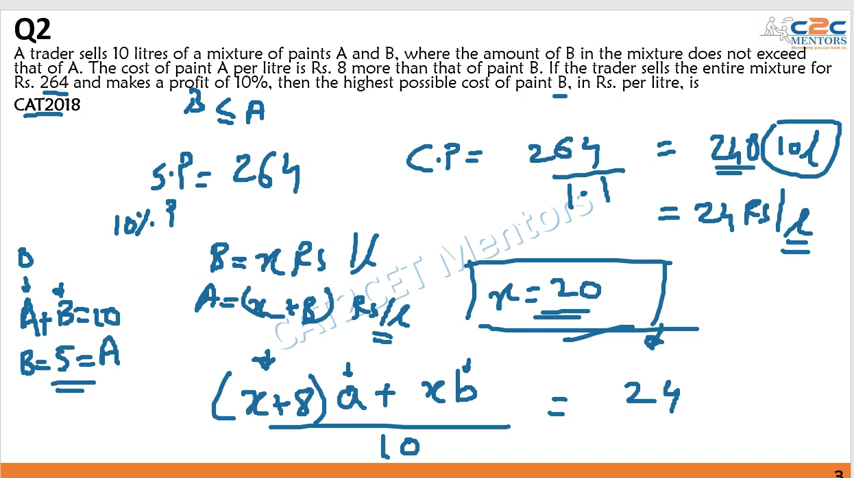 Q2
C2C
MENTORS
A trader sells 10 litres of a mixture of paints A and B, where the amount of B in the mixture does not exceed
that of A. The cost of paint A per litre is Rs. 8 more than that of paint B. If the trader sells the entire mixture for
Rs. 264 and makes a profit of 10%, then the highest possible cost of paint B, in Rs. per litre, is
CAT2018
B ≤ A
S.P = 264
C.P = 264 / 1.1 = 240 (10l)
10% P
= 24 Rs/l
B = x Rs /l
A = (x+8) Rs/l
x = 20
A + B = 10
B = 5 = A
(x+8) a + x b / 10 = 24
CAT2CET Mentors
3